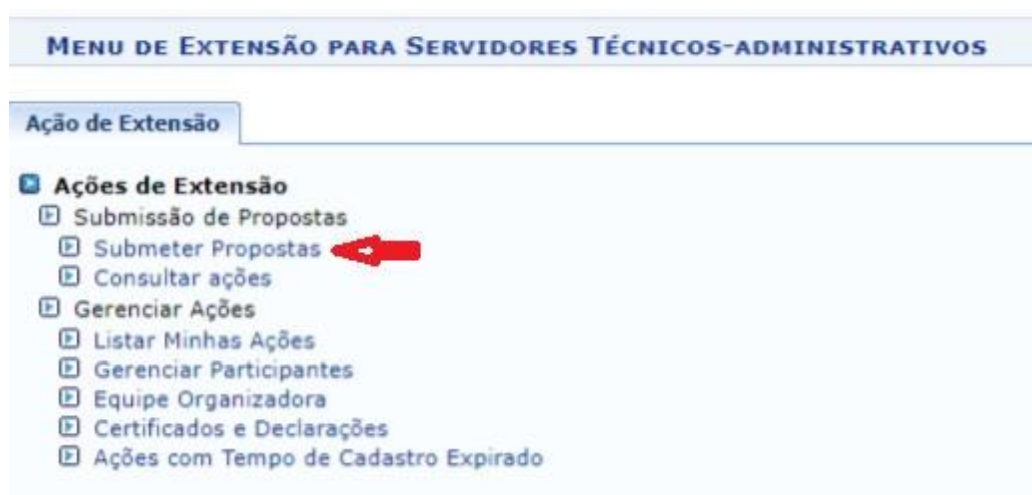 MENU DE EXTENSÃO PARA SERVIDORES TÉCNICOS-ADMINISTRATIVOS
Ação de Extensão
Ações de Extensão
Submissão de Propostas
Submeter Propostas
Consultar ações
Gerenciar Ações
Listar Minhas Ações
Gerenciar Participantes
Equipe Organizadora
Certificados e Declarações
Ações com Tempo de Cadastro Expirado